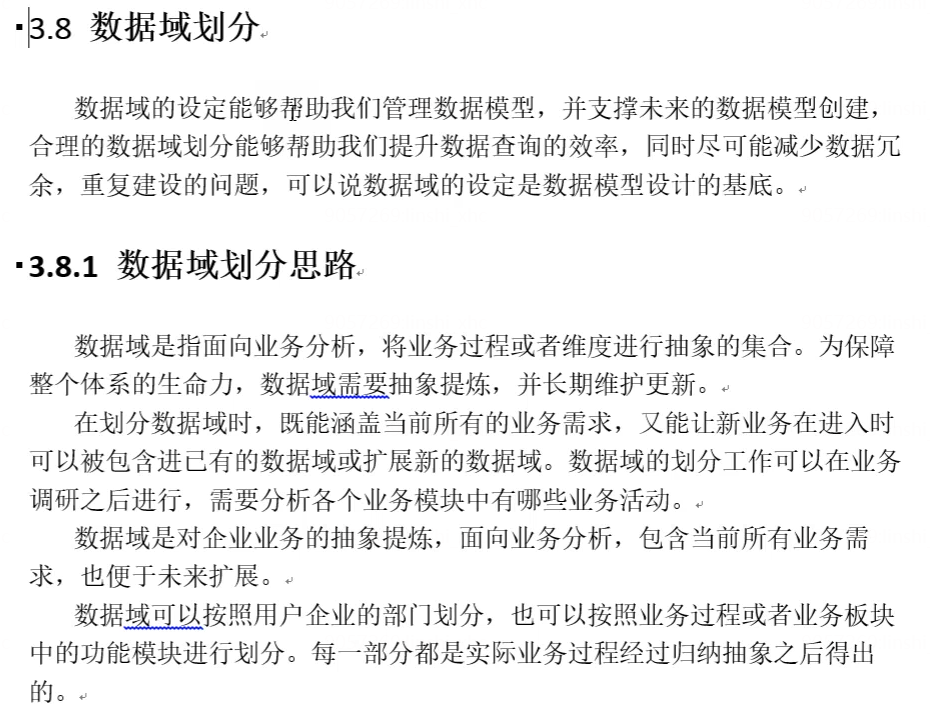 3.8 数据域划分
数据域的设定能够帮助我们管理数据模型，并支撑未来的数据模型创建，
合理的数据域划分能够帮助我们提升数据查询的效率，同时尽可能减少数据冗
余，重复建设的问题，可以说数据域的设定是数据模型设计的基底。
3.8.1 数据域划分思路
数据域是指面向业务分析，将业务过程或者维度进行抽象的集合。为保障
整个体系的生命力，数据域需要抽象提炼，并长期维护更新。
在划分数据域时，既能涵盖当前所有的业务需求，又能让新业务在进入时
可以被包含进已有的数据域或扩展新的数据域。数据域的划分工作可以在业务
调研之后进行，需要分析各个业务模块中有哪些业务活动。
数据域是对企业业务的抽象提炼，面向业务分析，包含当前所有业务需
求，也便于未来扩展。
数据域可以按照用户企业的部门划分，也可以按照业务过程或者业务板块
中的功能模块进行划分。每一部分都是实际业务过程经过归纳抽象之后得出
的。